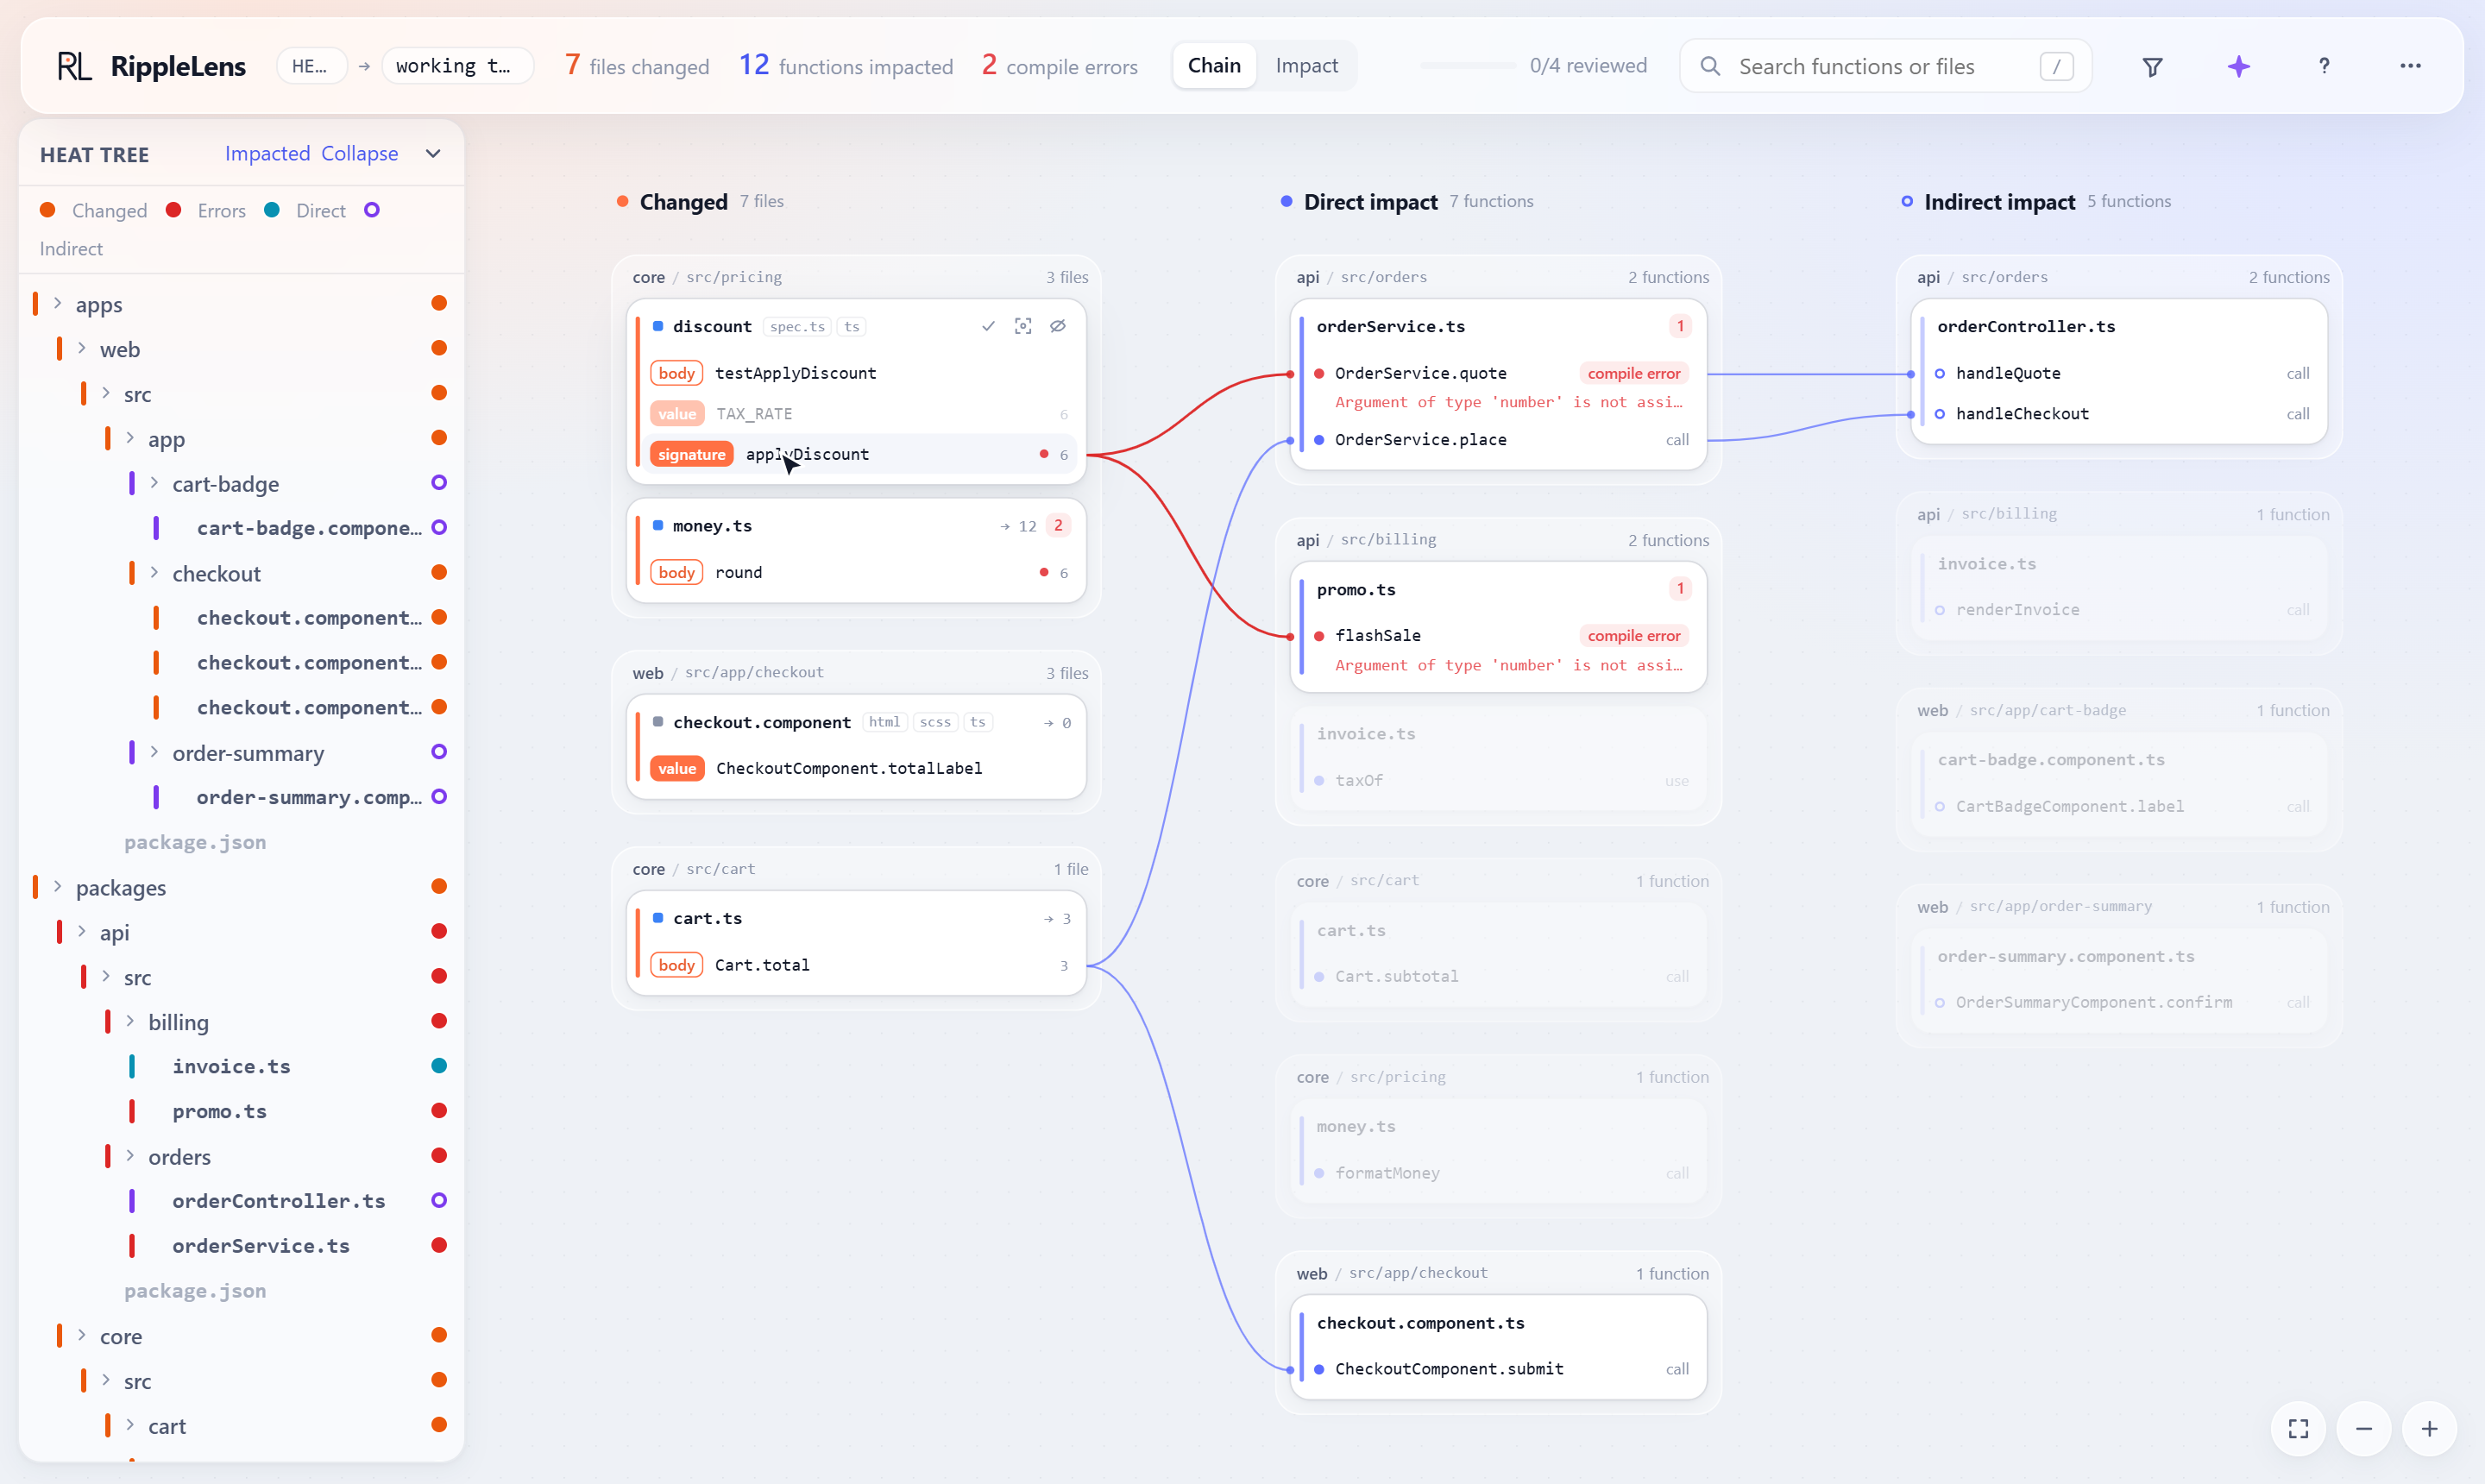 RL RippleLens HE... → working t... 7 files changed 12 functions impacted 2 compile errors Chain Impact 0/4 reviewed Search functions or files / ? ...
HEAT TREE Impacted Collapse
Changed Errors Direct
Indirect
apps
web
src
app
cart-badge
cart-badge.compone...
checkout
checkout.component...
checkout.component...
checkout.component...
order-summary
order-summary.comp...
package.json
packages
api
src
billing
invoice.ts
promo.ts
orders
orderController.ts
orderService.ts
package.json
core
src
cart
Changed 7 files
core / src/pricing 3 files
discount spec.ts ts
body testApplyDiscount
value TAX_RATE 6
signature applyDiscount 6
money.ts → 12 2
body round 6
web / src/app/checkout 3 files
checkout.component html scss ts → 0
value CheckoutComponent.totalLabel
core / src/cart 1 file
cart.ts → 3
body Cart.total 3
Direct impact 7 functions
api / src/orders 2 functions
orderService.ts 1
OrderService.quote compile error
Argument of type 'number' is not assi...
OrderService.place call
api / src/billing 2 functions
promo.ts 1
flashSale compile error
Argument of type 'number' is not assi...
invoice.ts
taxOf use
core / src/cart 1 function
cart.ts
Cart.subtotal call
core / src/pricing 1 function
money.ts
formatMoney call
web / src/app/checkout 1 function
checkout.component.ts
CheckoutComponent.submit call
Indirect impact 5 functions
api / src/orders 2 functions
orderController.ts
handleQuote call
handleCheckout call
api / src/billing 1 function
invoice.ts
renderInvoice call
web / src/app/cart-badge 1 function
cart-badge.component.ts
CartBadgeComponent.label call
web / src/app/order-summary 1 function
order-summary.component.ts
OrderSummaryComponent.confirm call